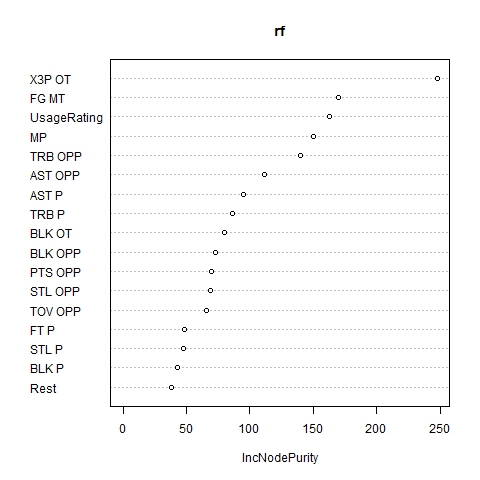 rf
X3P OT
FG MT
UsageRating
MP
TRB OPP
AST OPP
AST P
TRB P
BLK OT
BLK OPP
PTS OPP
STL OPP
TOV OPP
FT P
STL P
BLK P
Rest
0 50 100 150 200 250
IncNodePurity